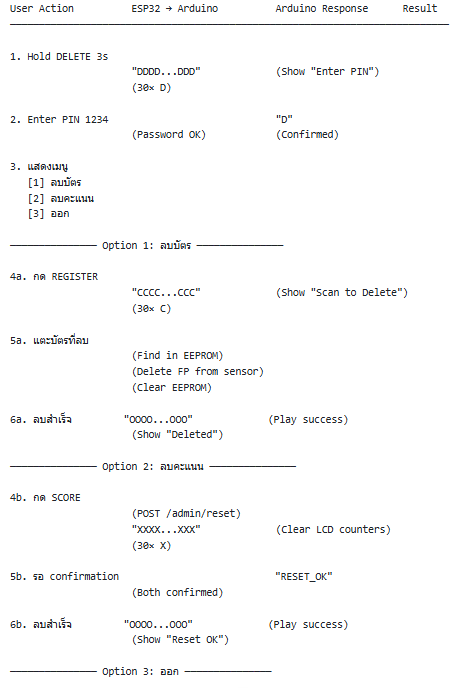 User Action ESP32 → Arduino Arduino Response Result
1. Hold DELETE 3s
"DDDD...DDD" (Show "Enter PIN")
(30× D)
2. Enter PIN 1234 "D"
(Password OK) (Confirmed)
3. แสดงเมนู
[1] ลบบัตร
[2] ลบคะแนน
[3] ออก
────────────── Option 1: ลบบัตร ──────────────
4a. กด REGISTER
"CCCC...CCC" (Show "Scan to Delete")
(30× C)
5a. แตะบัตรที่ลบ
(Find in EEPROM)
(Delete FP from sensor)
(Clear EEPROM)
6a. ลบสำเร็จ "OOOO...OOO" (Play success)
(Show "Deleted")
────────────── Option 2: ลบคะแนน ──────────────
4b. กด SCORE
(POST /admin/reset)
"XXXX...XXX" (Clear LCD counters)
(30× X)
5b. รอ confirmation "RESET_OK"
(Both confirmed)
6b. ลบสำเร็จ "OOOO...OOO" (Play success)
(Show "Reset OK")
────────────── Option 3: ออก ──────────────